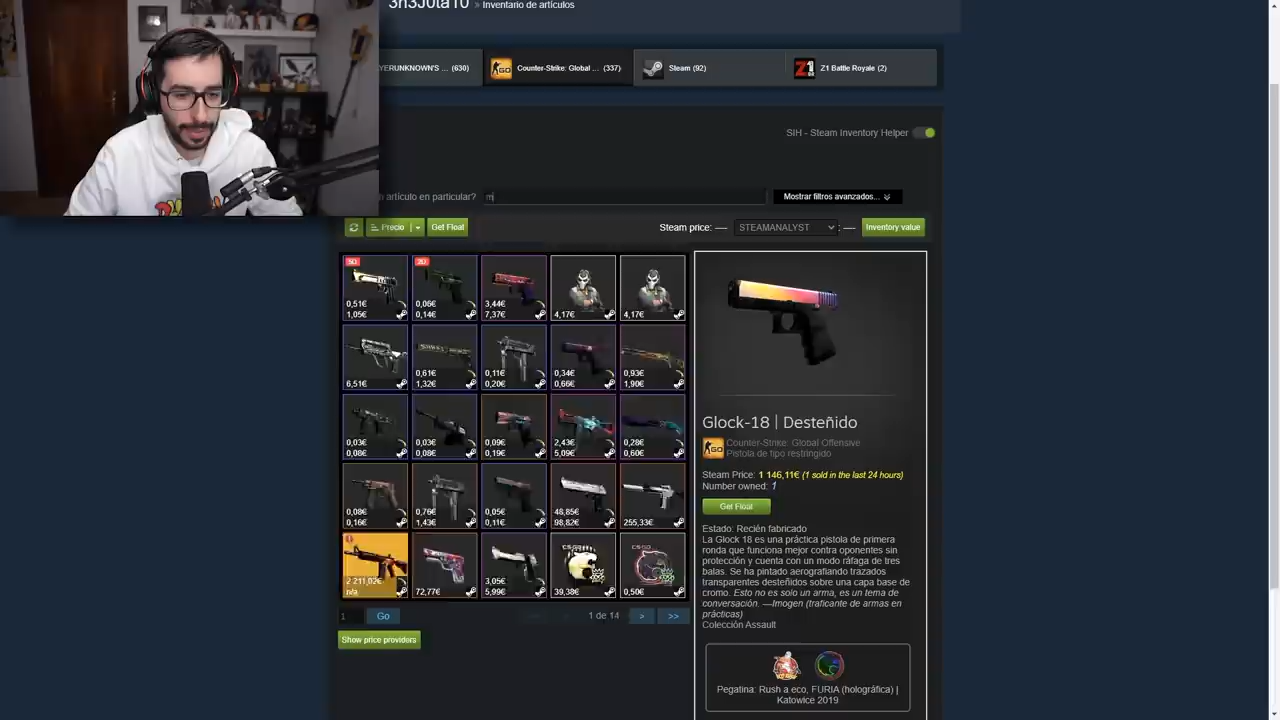 3n3J0ta10 » Inventario de artículos
YERUNKNOWN'S ... (630)
Counter-Strike: Global ... (337)
Steam (92)
Z1 Battle Royale (2)
SIH - Steam Inventory Helper
n artículo en particular? m
Mostrar filtros avanzados...
Precio
Get Float
Steam price: — STEAMANALYST : —
Inventory value
5D 2D
0,51€ 0,06€ 3,44€ 4,17€ 4,17€
1,05€ 0,14€ 7,37€
0,61€ 0,11€ 0,34€ 0,93€
6,51€ 1,32€ 0,20€ 0,66€ 1,90€
0,03€ 0,03€ 0,09€ 2,43€ 0,28€
0,08€ 0,08€ 0,19€ 5,09€ 0,60€
0,08€ 0,76€ 0,05€ 48,85€
0,16€ 1,43€ 0,11€ 98,82€ 255,33€
2 211,02€ 3,05€
n/a 72,77€ 5,99€ 39,38€ 0,50€
1 Go 1 de 14 > >>
Show price providers
Glock-18 | Desteñido
Counter-Strike: Global Offensive
Pistola de tipo restringido
Steam Price: 1 146,11€ (1 sold in the last 24 hours)
Number owned: 1
Get Float
Estado: Recién fabricado
La Glock 18 es una práctica pistola de primera
ronda que funciona mejor contra oponentes sin
protección y cuenta con un modo ráfaga de tres
balas. Se ha pintado aerografiando trazados
transparentes desteñidos sobre una capa base de
cromo. Esto no es solo un arma, es un tema de
conversación. —Imogen (traficante de armas en
prácticas)
Colección Assault
Pegatina: Rush a eco, FURIA (holográfica) |
Katowice 2019